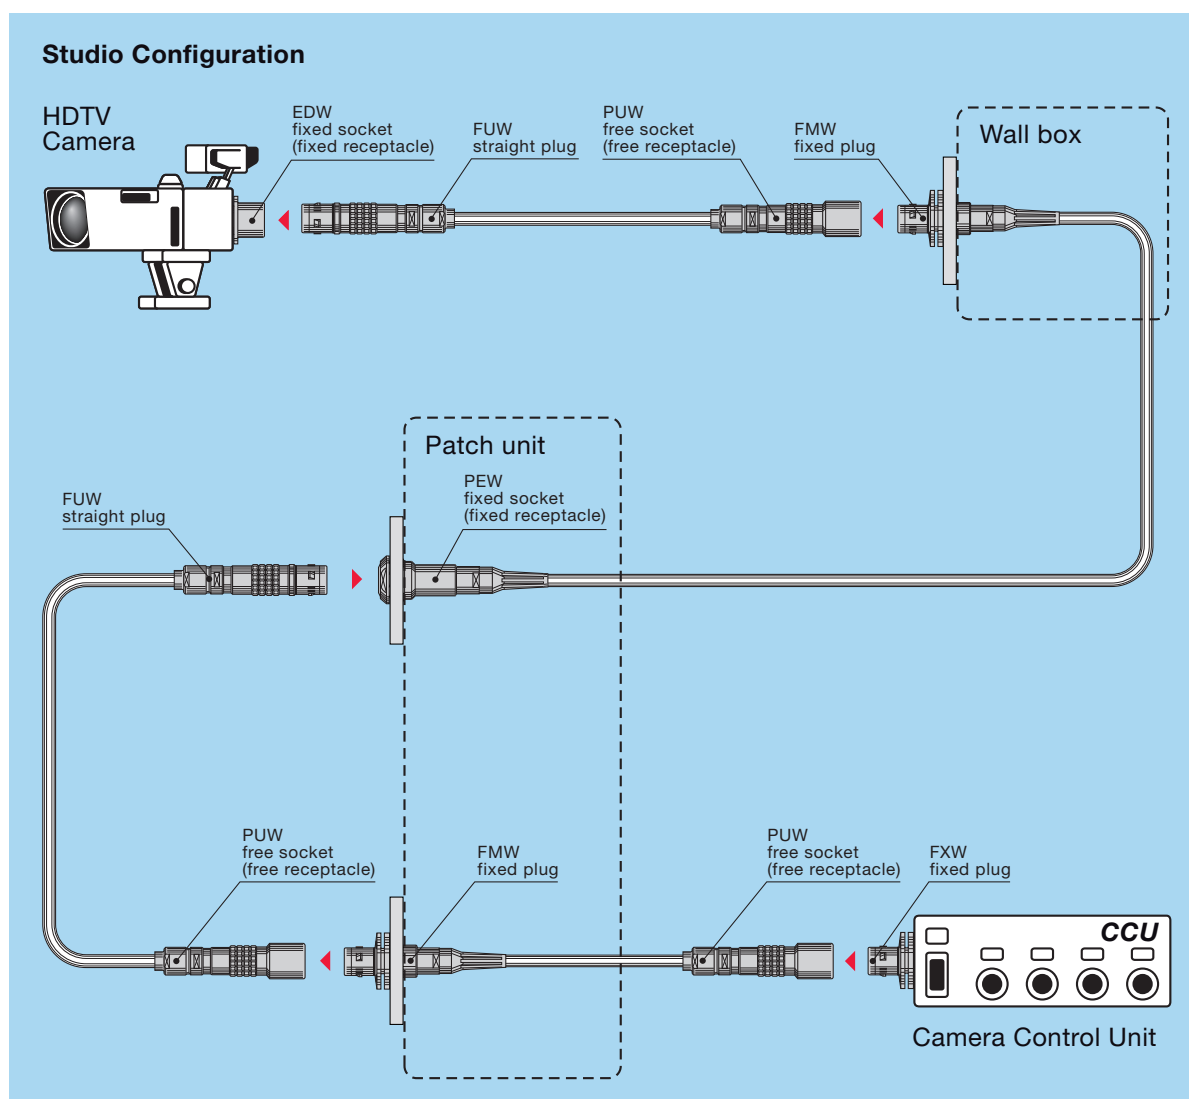 Studio Configuration
HDTV
Camera
EDW
fixed socket
(fixed receptacle)
FUW
straight plug
PUW
free socket
(free receptacle)
FMW
fixed plug
Wall box
Patch unit
PEW
fixed socket
(fixed receptacle)
FUW
straight plug
PUW
free socket
(free receptacle)
FMW
fixed plug
PUW
free socket
(free receptacle)
FXW
fixed plug
CCU
Camera Control Unit